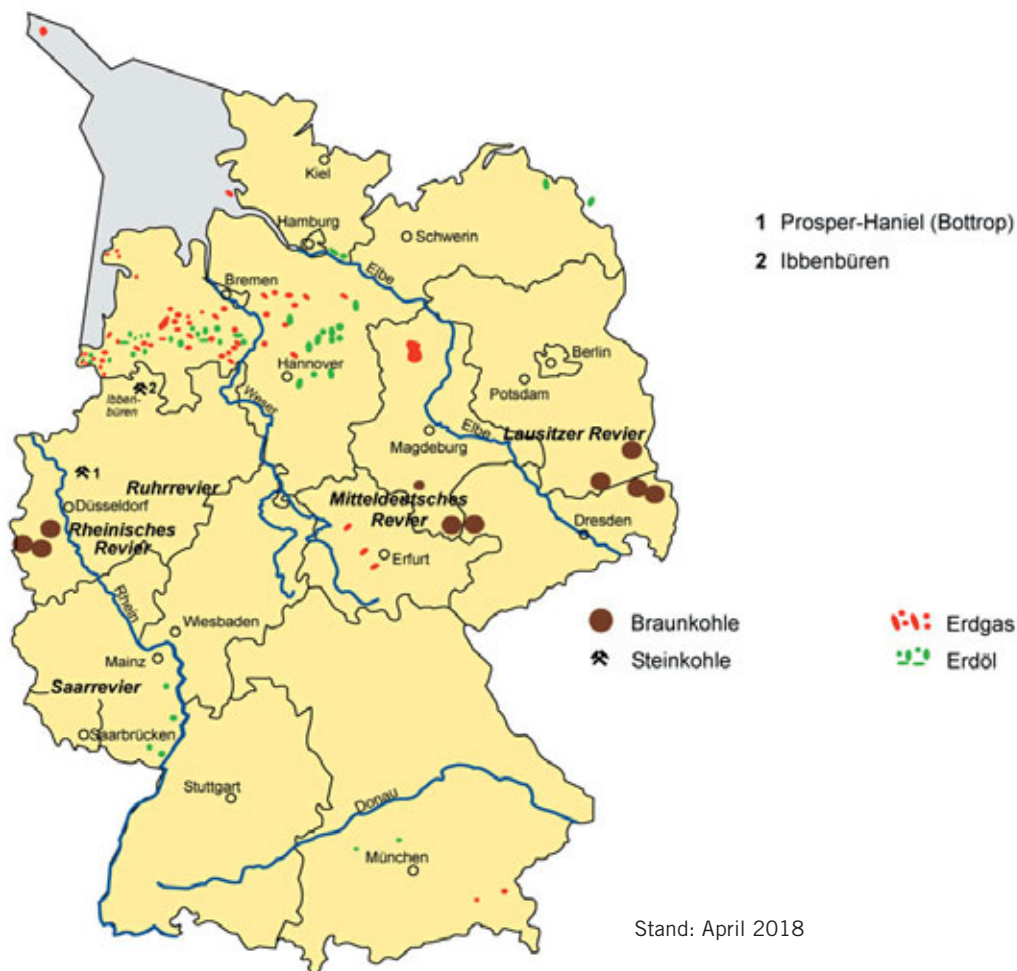 Kiel
Hamburg
Schwerin
Elbe
Bremen
Berlin
Hannover
Potsdam
Weser
2
Ibben-
büren
Magdeburg
Elbe
Lausitzer Revier
1
Ruhrrevier
Düsseldorf
Mitteldeutsches
Revier
Rheinisches
Revier
Dresden
Erfurt
Rhein
Wiesbaden
Mainz
Saarrevier
Saarbrücken
Stuttgart
Donau
München
1 Prosper-Haniel (Bottrop)
2 Ibbenbüren
Braunkohle
Steinkohle
Erdgas
Erdöl
Stand: April 2018